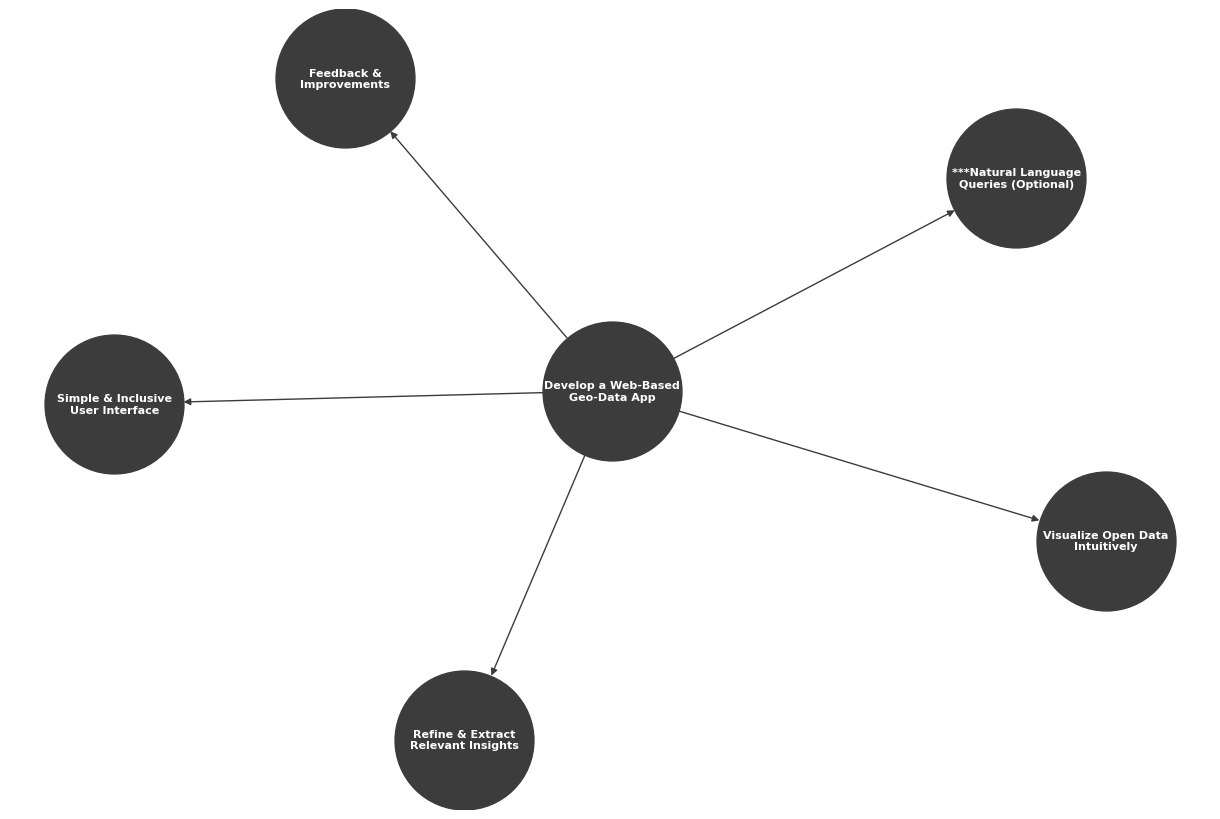 Feedback &
Improvements
***Natural Language
Queries (Optional)
Develop a Web-Based
Geo-Data App
Simple & Inclusive
User Interface
Visualize Open Data
Intuitively
Refine & Extract
Relevant Insights